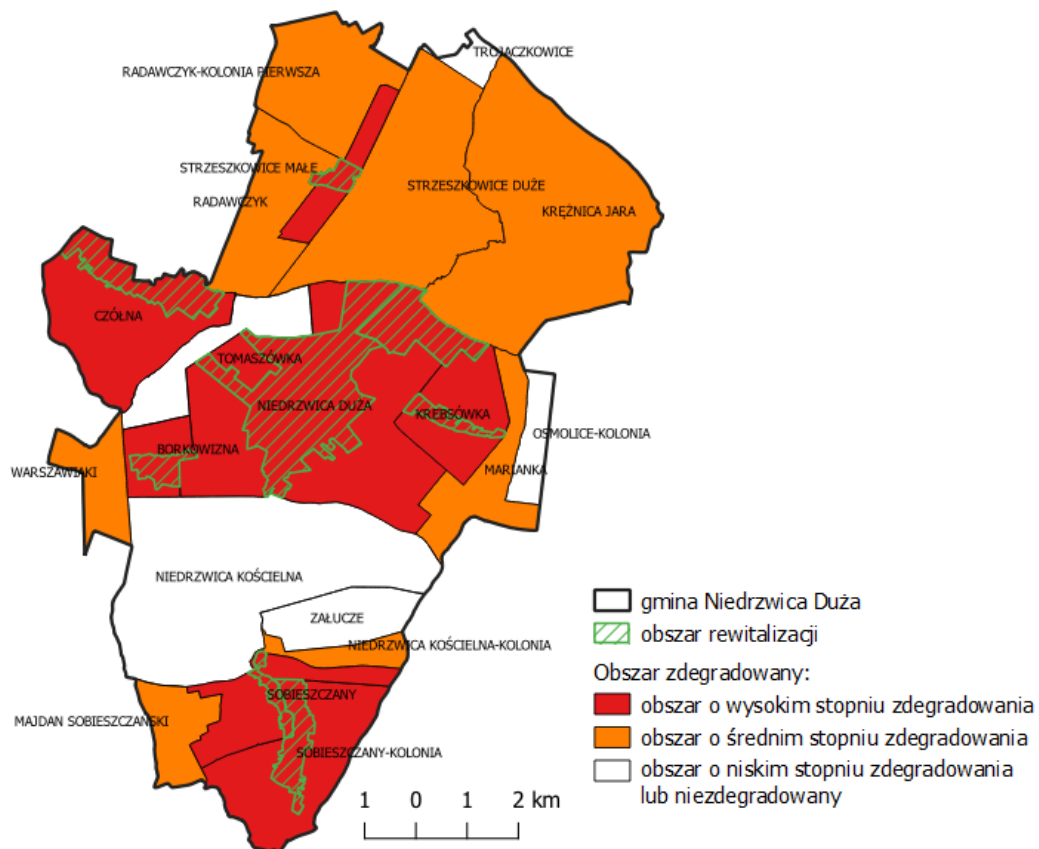 TROJACZKOWICE
RADAWCZYK-KOLONIA PIERWSZA
STRZESZKOWICE MAŁE
STRZESZKOWICE DUŻE
RADAWCZYK
KRĘŻNICA JARA
CZÓŁNA
TOMASZÓWKA
NIEDRZWICA DUŻA
KREBSÓWKA
OSMOLICE-KOLONIA
BORKOWIZNA
MARIANKA
WARSZAWIAKI
NIEDRZWICA KOŚCIELNA
ZAŁUCZE
NIEDRZWICA KOŚCIELNA-KOLONIA
SOBIESZCZANY
MAJDAN SOBIESZCZAŃSKI
SOBIESZCZANY-KOLONIA
1 0 1 2 km
gmina Niedrzwica Duża
obszar rewitalizacji
Obszar zdegradowany:
obszar o wysokim stopniu zdegradowania
obszar o średnim stopniu zdegradowania
obszar o niskim stopniu zdegradowania
lub niezdegradowany